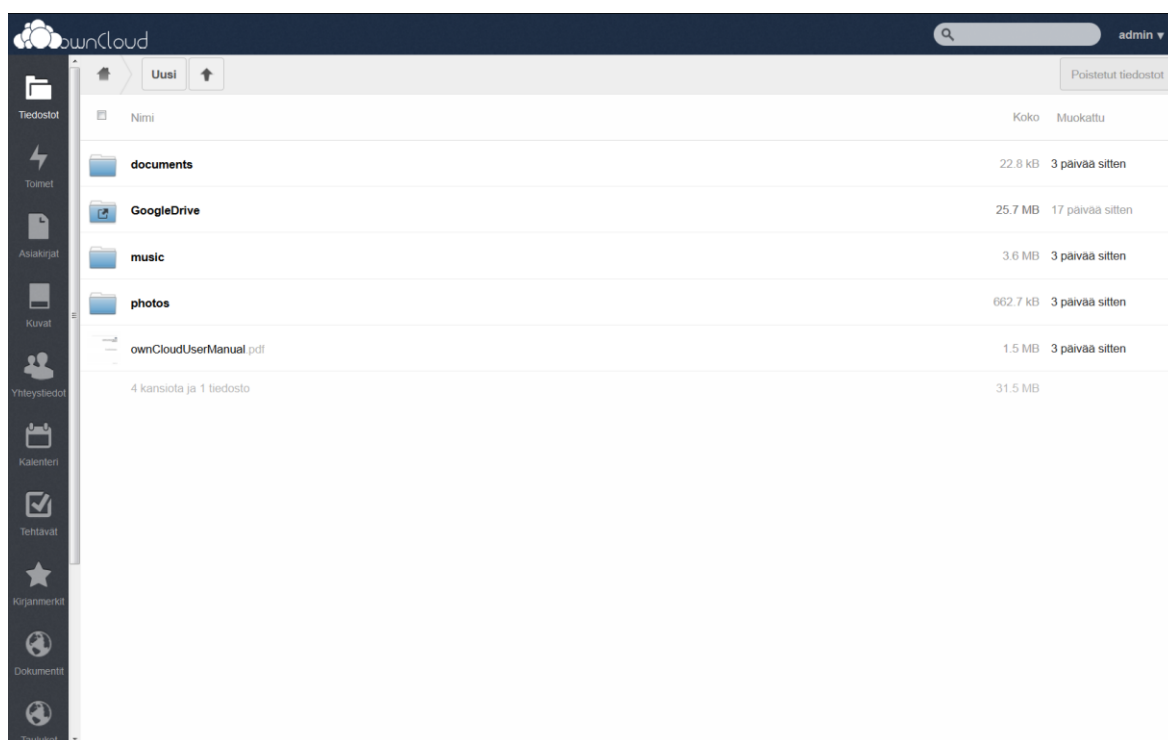 ownCloud
admin
Uusi
Poistetut tiedostot
Nimi Koko Muokattu
documents 22.8 kB 3 päivää sitten
GoogleDrive 25.7 MB 17 päivää sitten
music 3.6 MB 3 päivää sitten
photos 662.7 kB 3 päivää sitten
ownCloudUserManual.pdf 1.5 MB 3 päivää sitten
4 kansiota ja 1 tiedosto 31.5 MB
Tiedostot
Toimet
Asiakirjat
Kuvat
Yhteystiedot
Kalenteri
Tehtävät
Kirjanmerkit
Dokumentit
Taulukot